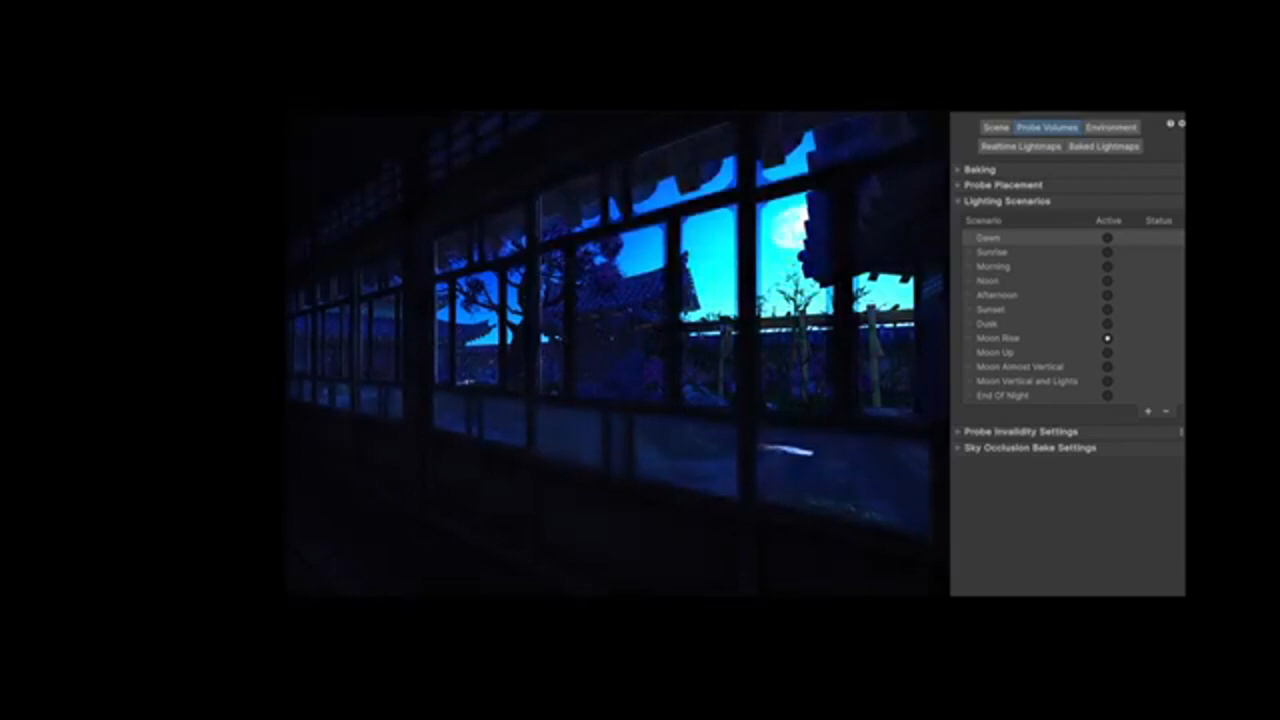 Scene Probe Volumes Environment
Realtime Lightmaps Baked Lightmaps
Baking
Probe Placement
Lighting Scenarios
Scenario Active Status
Dawn
Sunrise
Morning
Noon
Afternoon
Sunset
Dusk
Moon Rise
Moon Up
Moon Almost Vertical
Moon Vertical and Lights
End Of Night
Probe Invalidity Settings
Sky Occlusion Bake Settings